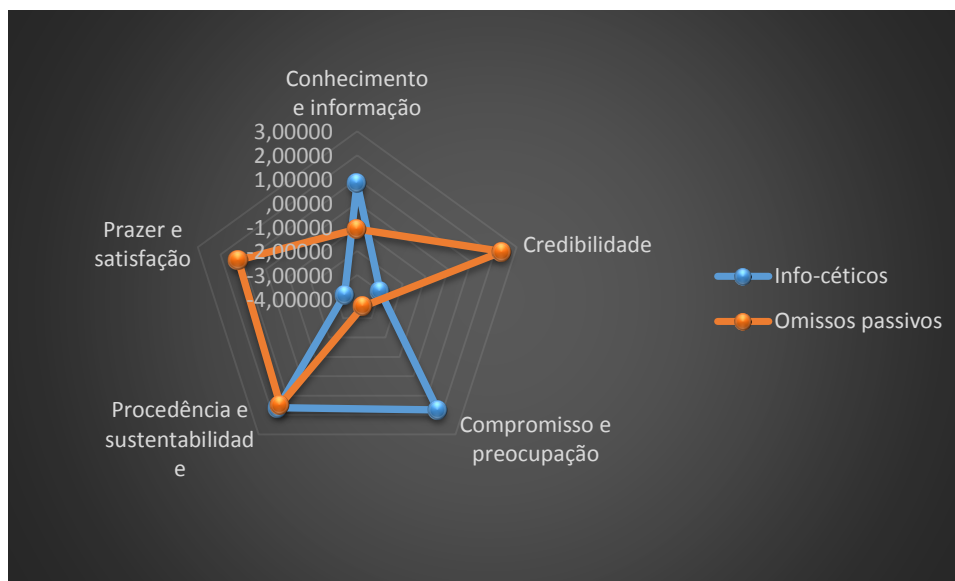 Conhecimento
e informação
3,00000
2,00000
1,00000
,00000
-1,00000
-2,00000
-3,00000
-4,00000
Credibilidade
Compromisso e
preocupação
Procedência e
sustentabilidad
e
Prazer e
satisfação
Info-céticos
Omissos passivos